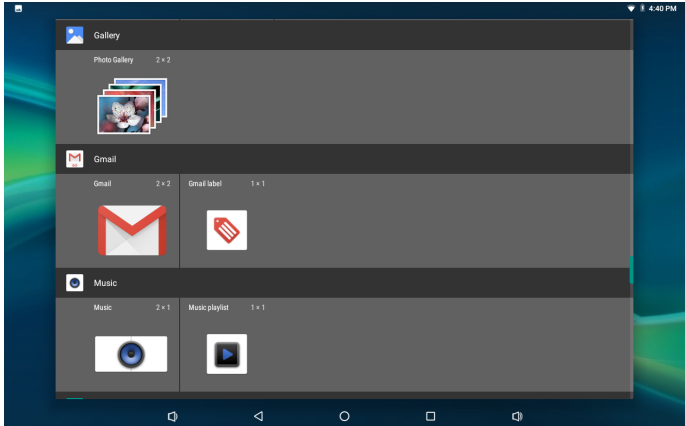 4:40 PM
Gallery
Photo Gallery 2 × 2
Gmail
Gmail 2 × 2 Gmail label 1 × 1
Music
Music 2 × 1 Music playlist 1 × 1